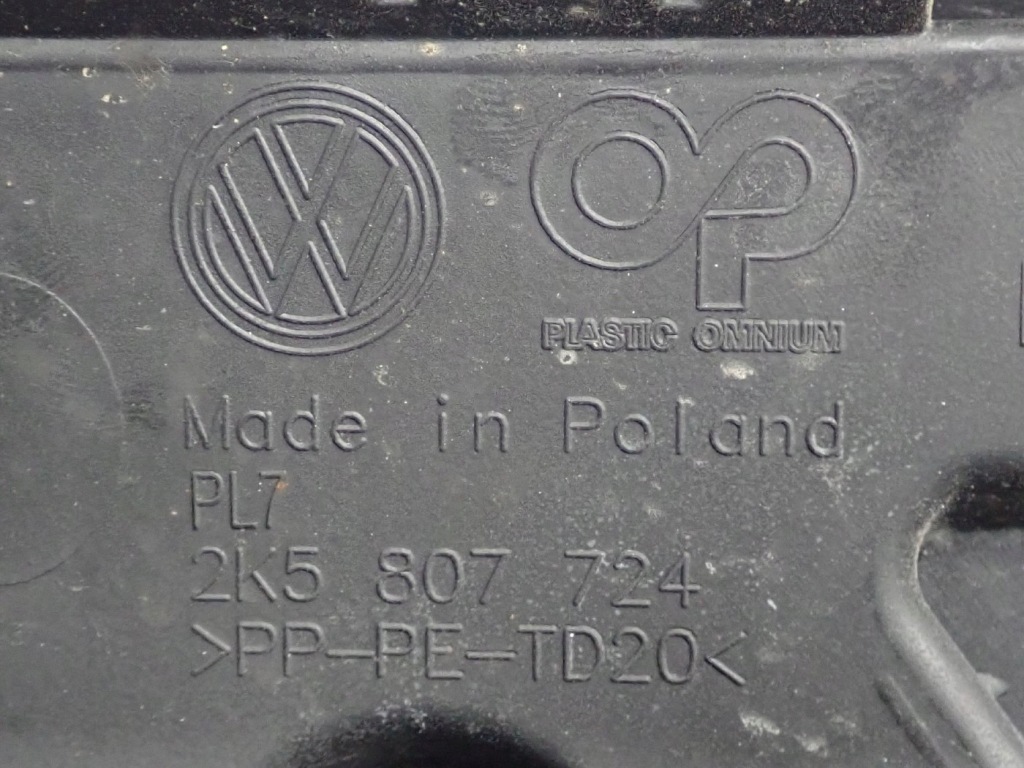 PLASTIC OMNIUM
Made in Poland
PL7
2K5 807 724
>PP-PE-TD20<